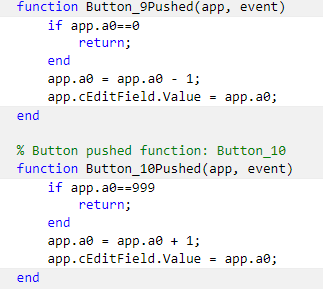 function Button_9Pushed(app, event)
if app.a0==0
return;
end
app.a0 = app.a0 - 1;
app.cEditField.Value = app.a0;
end
% Button pushed function: Button_10
function Button_10Pushed(app, event)
if app.a0==999
return;
end
app.a0 = app.a0 + 1;
app.cEditField.Value = app.a0;
end